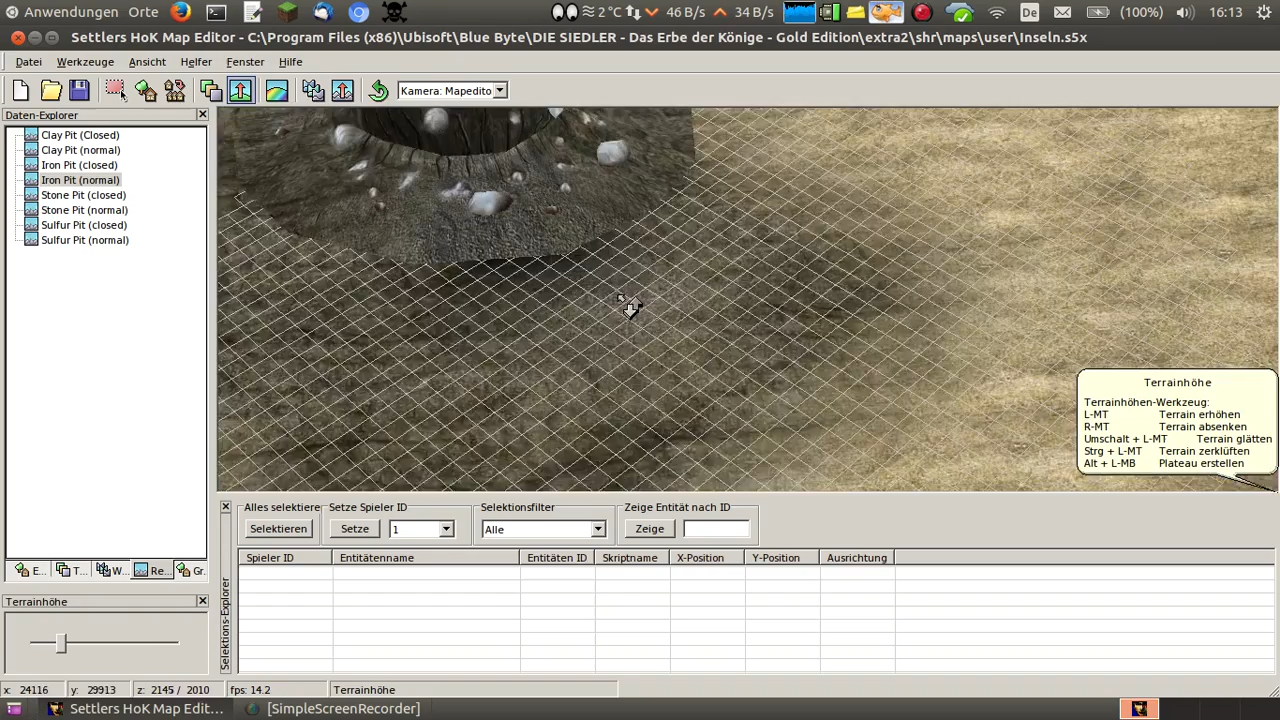 Anwendungen Orte 2 °C 46 B/s 34 B/s De (100%) 16:13
Settlers HoK Map Editor - C:\Program Files (x86)\Ubisoft\Blue Byte\DIE SIEDLER - Das Erbe der Könige - Gold Edition\extra2\shr\maps\user\Inseln.s5x
Datei Werkzeuge Ansicht Helfer Fenster Hilfe
Kamera: Mapedito
Daten-Explorer
Clay Pit (Closed)
Clay Pit (normal)
Iron Pit (closed)
Iron Pit (normal)
Stone Pit (closed)
Stone Pit (normal)
Sulfur Pit (closed)
Sulfur Pit (normal)
Terrainhöhe
Terrainhöhen-Werkzeug:
L-MT Terrain erhöhen
R-MT Terrain absenken
Umschalt + L-MT Terrain glätten
Strg + L-MT Terrain zerklüften
Alt + L-MB Plateau erstellen
E... T... W... Re... Gr.
Terrainhöhe
Selektions-Explorer
Alles selektiere Setze Spieler ID Selektionsfilter Zeige Entität nach ID
Selektieren Setze 1 Alle Zeige
Spieler ID Entitätenname Entitäten ID Skriptname X-Position Y-Position Ausrichtung
x: 24116 y: 29913 z: 2145 / 2010 fps: 14.2 Terrainhöhe
Settlers HoK Map Edit... [SimpleScreenRecorder]